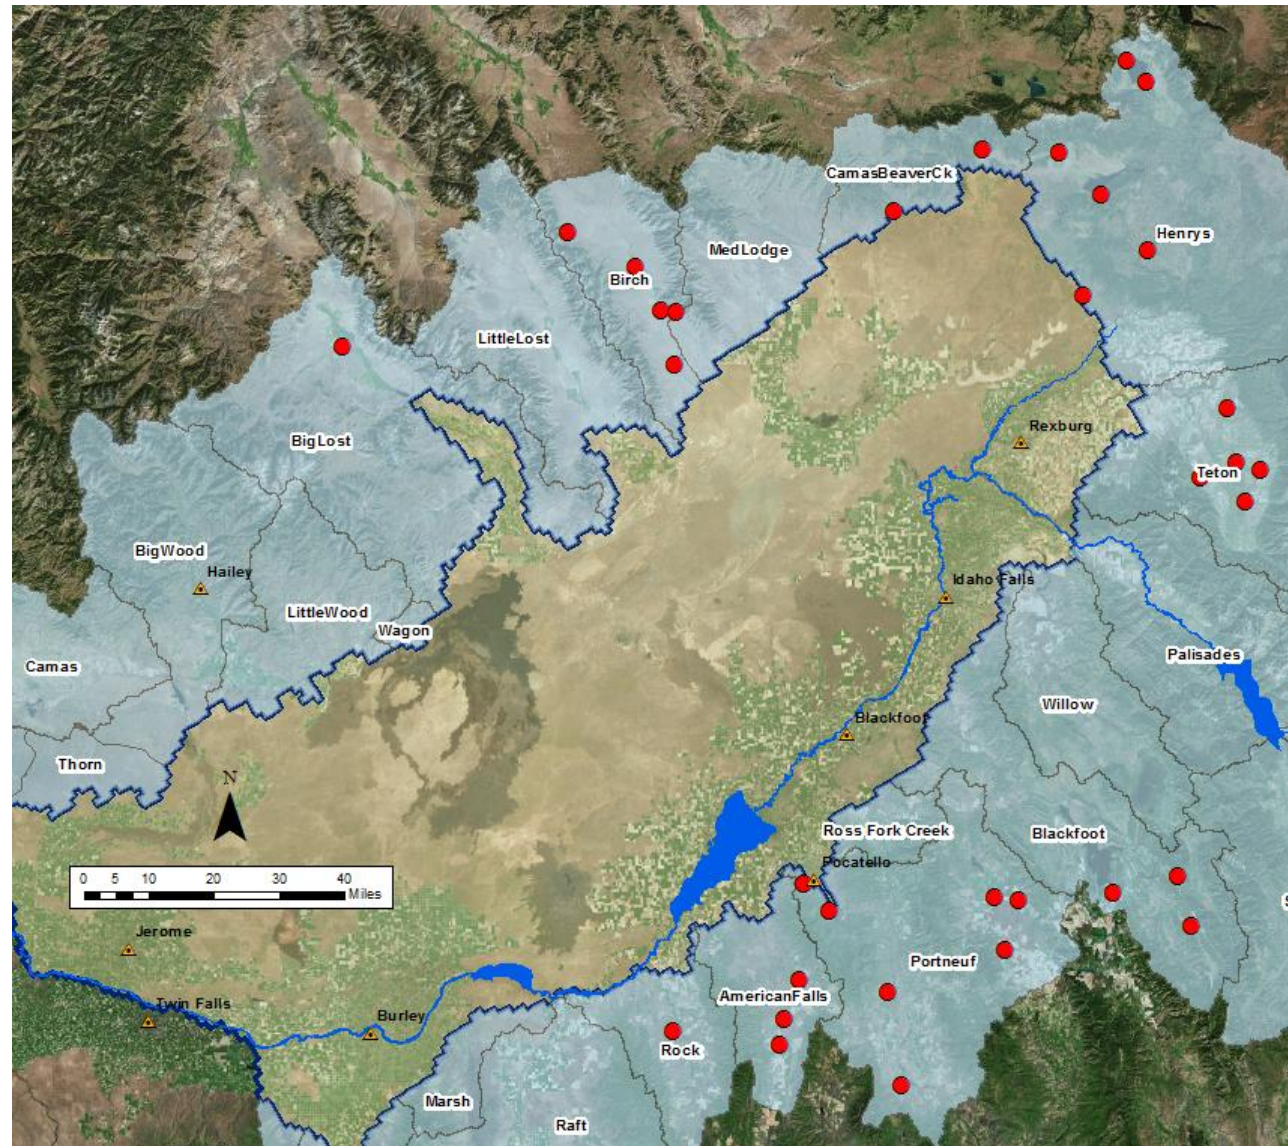 CamasBeaverCk
Henrys
MedLodge
Birch
LittleLost
Rexburg
BigLost
Teton
BigWood
Hailey
Idaho Falls
LittleWood
Wagon
Camas
Palisades
Willow
Blackfoot
Thorn
N
Ross Fork Creek
Blackfoot
Pocatello
0 5 10 20 30 40
Miles
S
Jerome
Portneuf
AmericanFalls
Twin Falls
Burley
Rock
Marsh
Raft